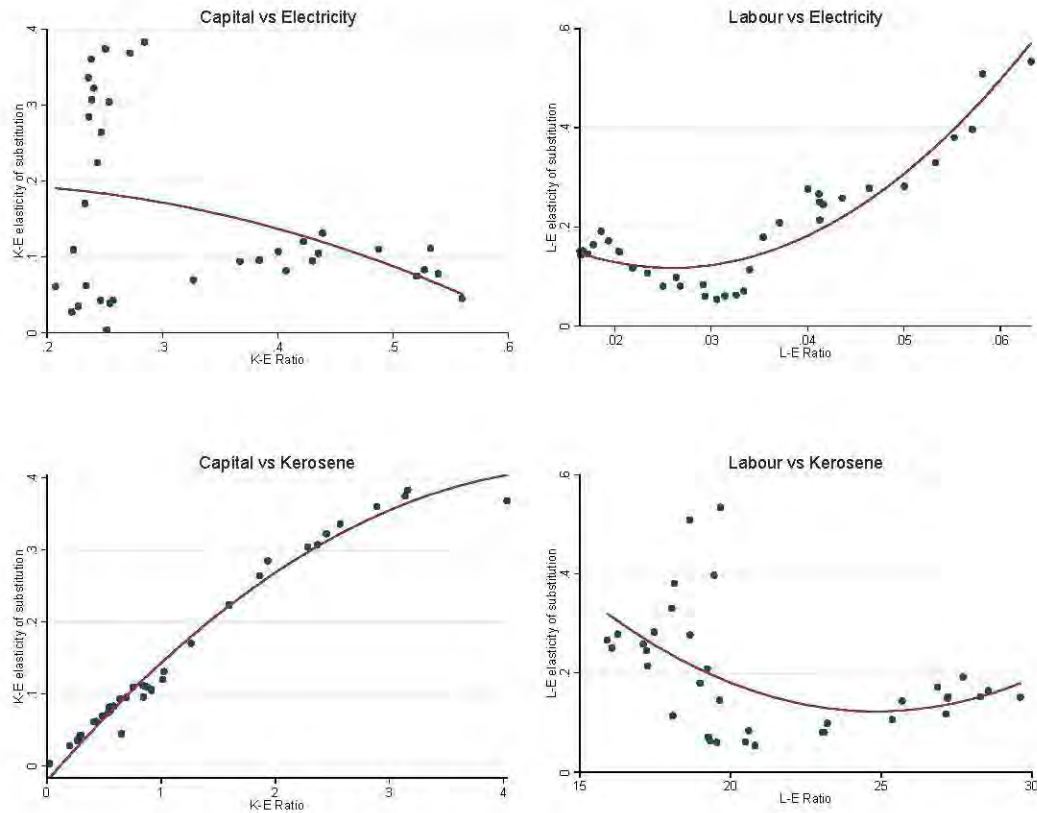 Capital vs Electricity
K-E elasticity of substitution
0 .1 .2 .3 .4
.2 .3 .4 .5 .6
K-E Ratio
Labour vs Electricity
L-E elasticity of substitution
0 .2 .4 .6
.02 .03 .04 .05 .06
L-E Ratio
Capital vs Kerosene
K-E elasticity of substitution
0 .1 .2 .3 .4
0 1 2 3 4
K-E Ratio
Labour vs Kerosene
L-E elasticity of substitution
0 .2 .4 .6
15 20 25 30
L-E Ratio